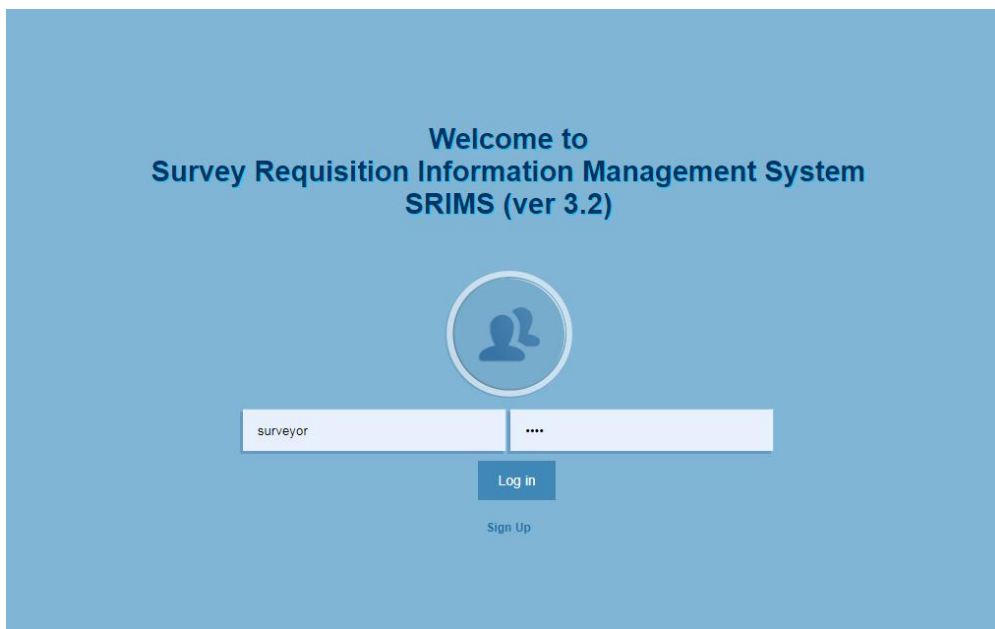 Welcome to
Survey Requisition Information Management System
SRIMS (ver 3.2)
surveyor
••••
Log in
Sign Up